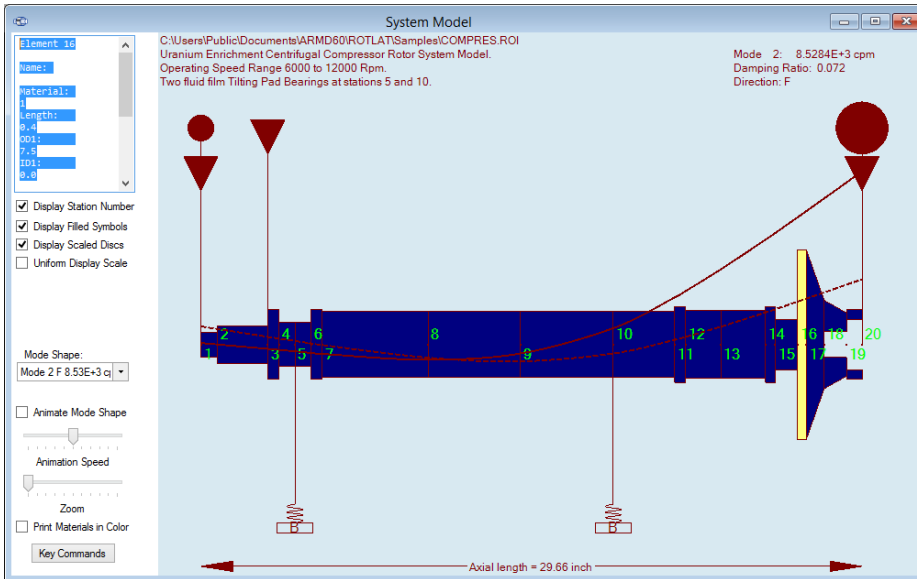 System Model
Element 16
Name:
Material:
1
Length:
0.4
OD1:
7.5
ID1:
0.0
Display Station Number
Display Filled Symbols
Display Scaled Discs
Uniform Display Scale
Mode Shape:
Mode 2 F 8.53E+3 c
Animate Mode Shape
Animation Speed
Zoom
Print Materials in Color
Key Commands
C:\Users\Public\Documents\ARMD60\ROTLAT\Samples\COMPRES.ROI
Uranium Enrichment Centrifugal Compressor Rotor System Model.
Operating Speed Range 6000 to 12000 Rpm.
Two fluid film Tilting Pad Bearings at stations 5 and 10.
Mode 2: 8.5284E+3 cpm
Damping Ratio: 0.072
Direction: F
2 4 6 8 10 12 14 16 18 20
1 3 5 7 9 11 13 15 17 19
B B
Axial length = 29.66 inch